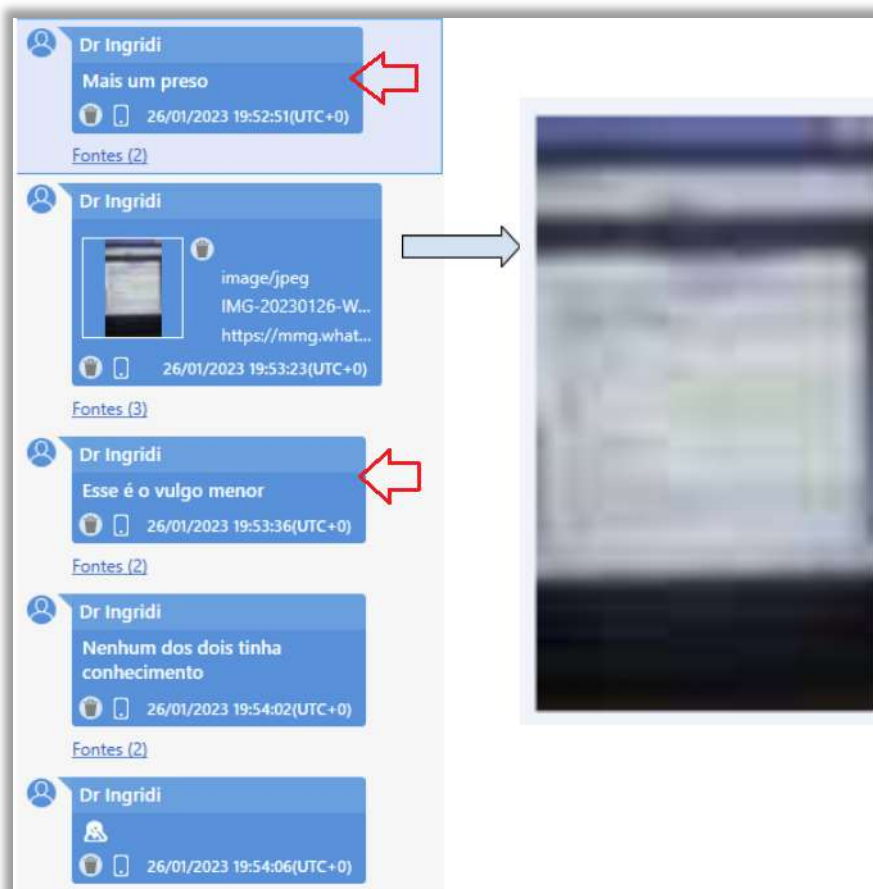 Dr Ingridi
Mais um preso
26/01/2023 19:52:51(UTC+0)
Fontes (2)
Dr Ingridi
image/jpeg
IMG-20230126-W...
https://mmg.what...
26/01/2023 19:53:23(UTC+0)
Fontes (3)
Dr Ingridi
Esse é o vulgo menor
26/01/2023 19:53:36(UTC+0)
Fontes (2)
Dr Ingridi
Nenhum dos dois tinha
conhecimento
26/01/2023 19:54:02(UTC+0)
Fontes (2)
Dr Ingridi
26/01/2023 19:54:06(UTC+0)